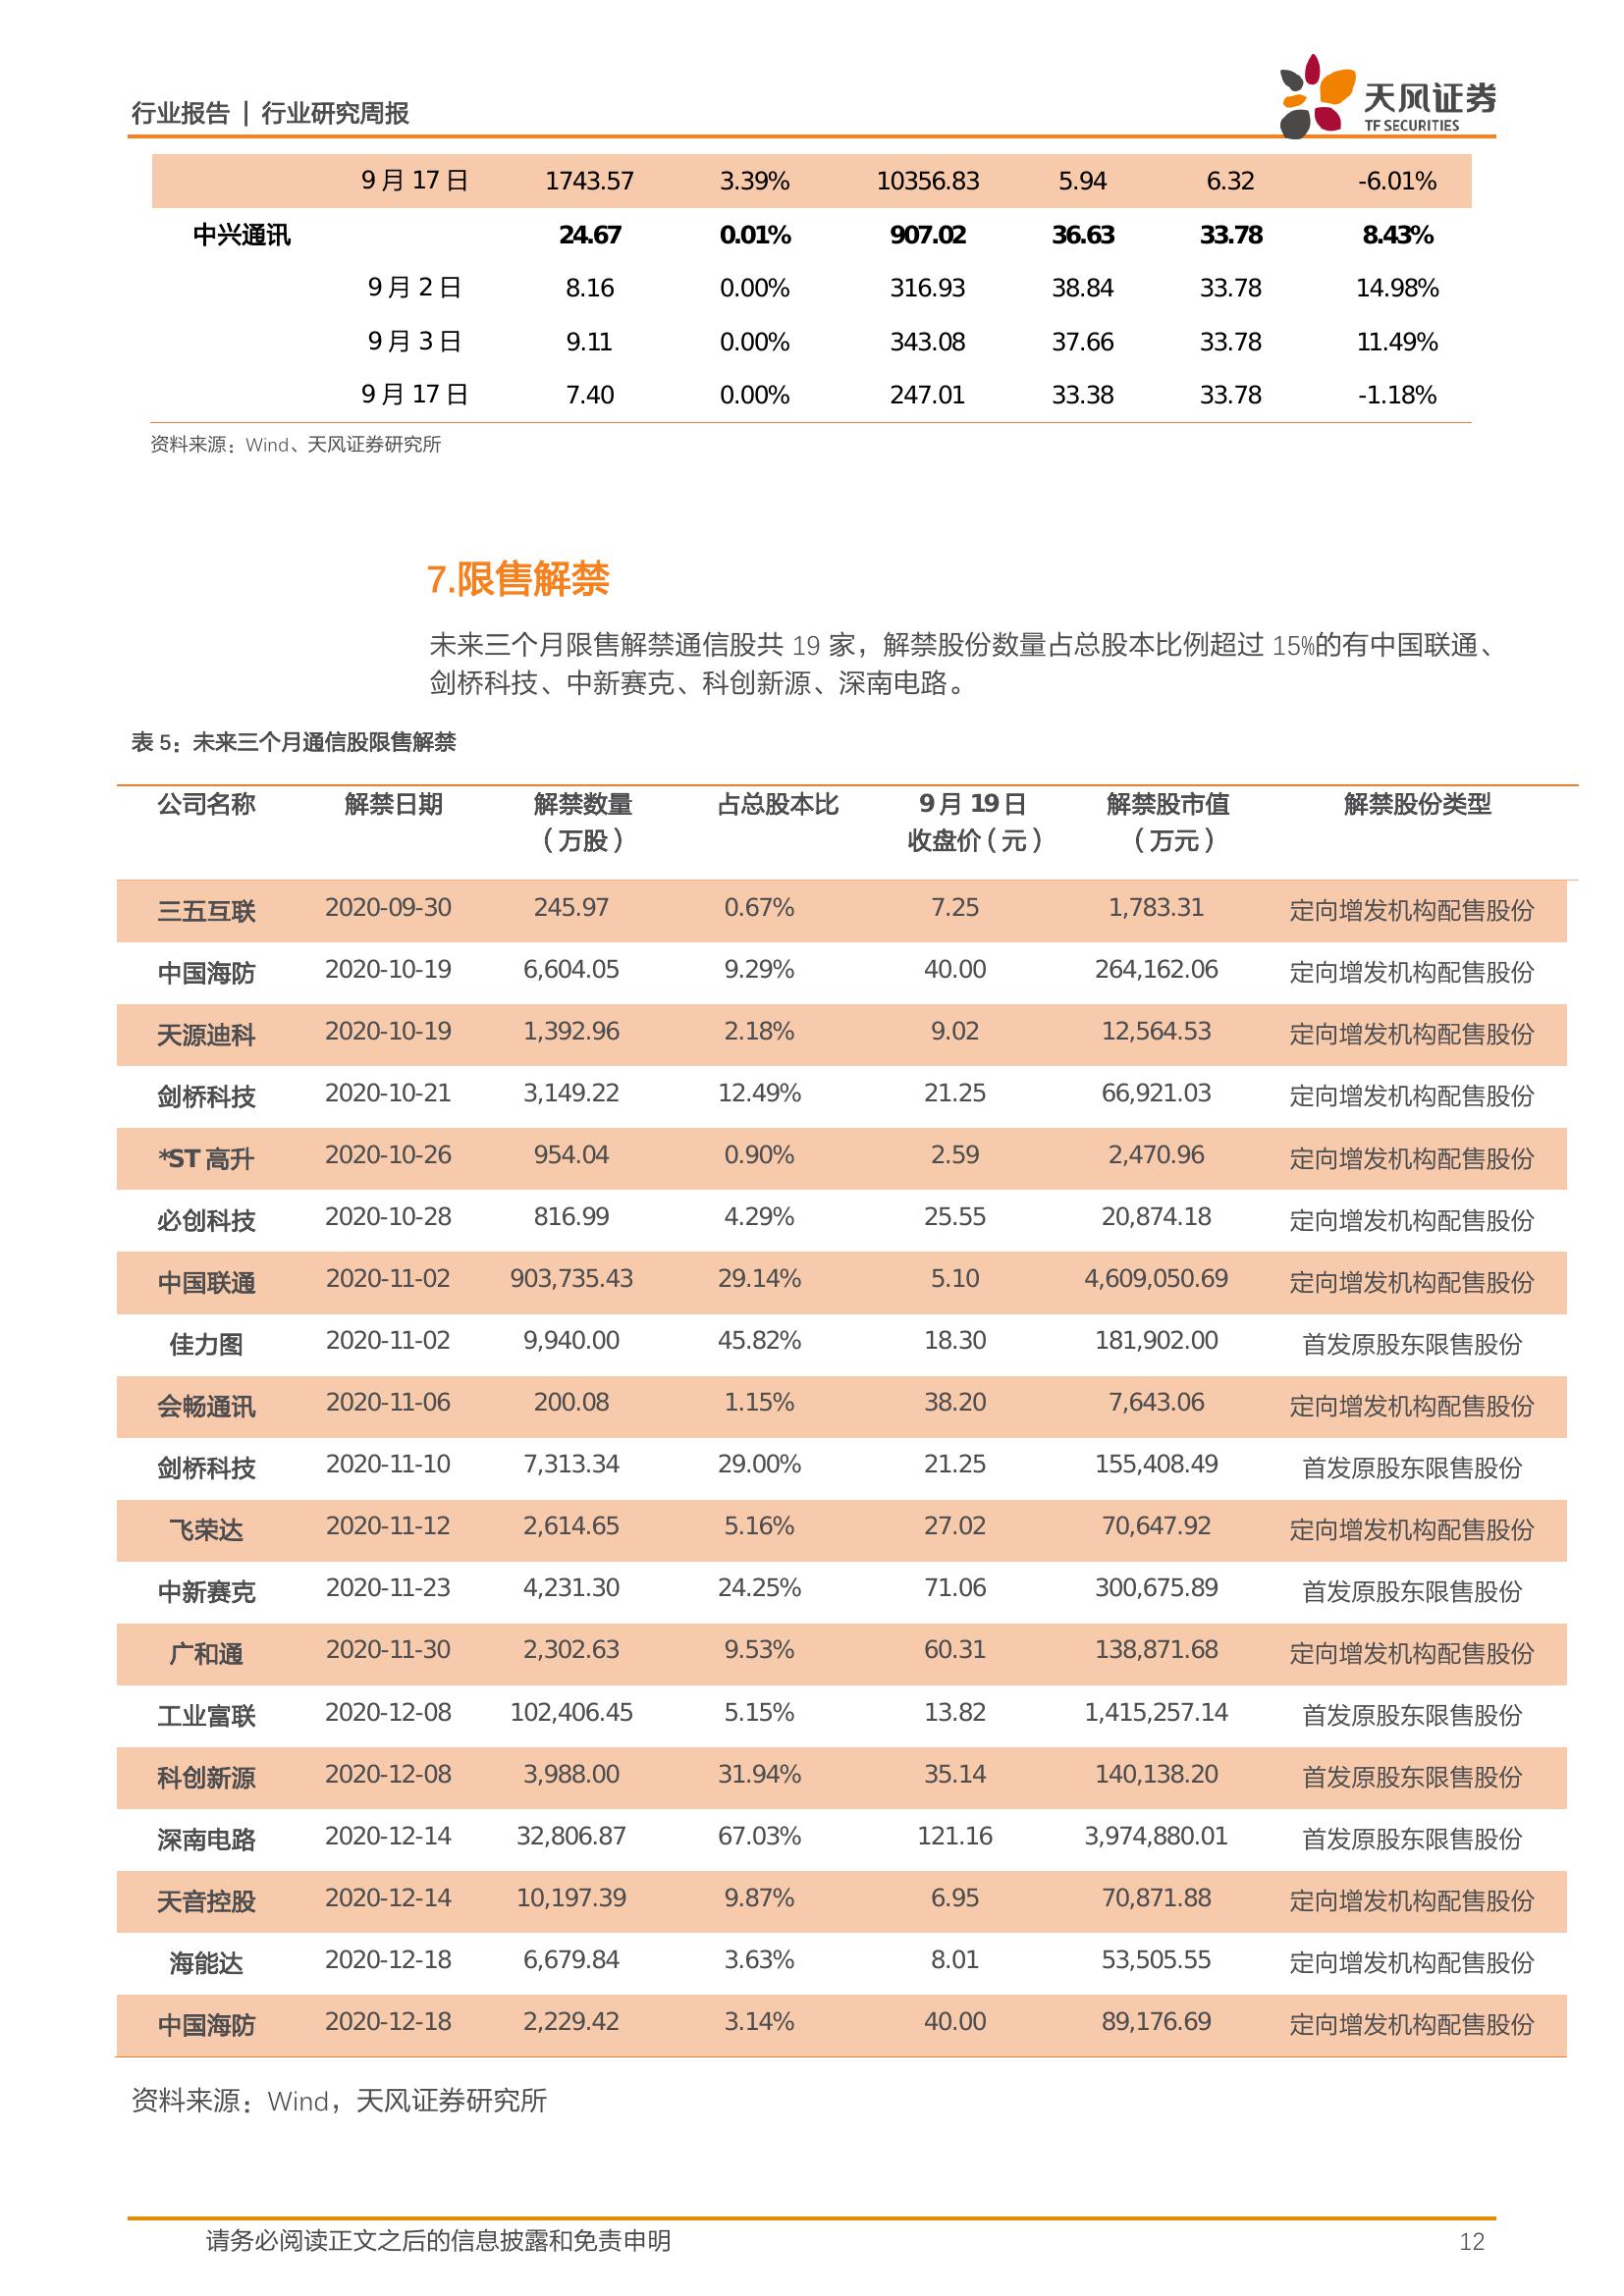 行业报告 | 行业研究周报
天风证券
TF SECURITIES
9 月 17 日 1743.57 3.39% 10356.83 5.94 6.32 -6.01%
中兴通讯 24.67 0.01% 907.02 36.63 33.78 8.43%
9 月 2 日 8.16 0.00% 316.93 38.84 33.78 14.98%
9 月 3 日 9.11 0.00% 343.08 37.66 33.78 11.49%
9 月 17 日 7.40 0.00% 247.01 33.38 33.78 -1.18%
资料来源：Wind、天风证券研究所
7.限售解禁
未来三个月限售解禁通信股共 19 家，解禁股份数量占总股本比例超过 15%的有中国联通、
剑桥科技、中新赛克、科创新源、深南电路。
表 5：未来三个月通信股限售解禁
公司名称 解禁日期 解禁数量 占总股本比 9 月 19 日 解禁股市值 解禁股份类型
（万股） 收盘价（元） （万元）
三五互联 2020-09-30 245.97 0.67% 7.25 1,783.31 定向增发机构配售股份
中国海防 2020-10-19 6,604.05 9.29% 40.00 264,162.06 定向增发机构配售股份
天源迪科 2020-10-19 1,392.96 2.18% 9.02 12,564.53 定向增发机构配售股份
剑桥科技 2020-10-21 3,149.22 12.49% 21.25 66,921.03 定向增发机构配售股份
*ST 高升 2020-10-26 954.04 0.90% 2.59 2,470.96 定向增发机构配售股份
必创科技 2020-10-28 816.99 4.29% 25.55 20,874.18 定向增发机构配售股份
中国联通 2020-11-02 903,735.43 29.14% 5.10 4,609,050.69 定向增发机构配售股份
佳力图 2020-11-02 9,940.00 45.82% 18.30 181,902.00 首发原股东限售股份
会畅通讯 2020-11-06 200.08 1.15% 38.20 7,643.06 定向增发机构配售股份
剑桥科技 2020-11-10 7,313.34 29.00% 21.25 155,408.49 首发原股东限售股份
飞荣达 2020-11-12 2,614.65 5.16% 27.02 70,647.92 定向增发机构配售股份
中新赛克 2020-11-23 4,231.30 24.25% 71.06 300,675.89 首发原股东限售股份
广和通 2020-11-30 2,302.63 9.53% 60.31 138,871.68 定向增发机构配售股份
工业富联 2020-12-08 102,406.45 5.15% 13.82 1,415,257.14 首发原股东限售股份
科创新源 2020-12-08 3,988.00 31.94% 35.14 140,138.20 首发原股东限售股份
深南电路 2020-12-14 32,806.87 67.03% 121.16 3,974,880.01 首发原股东限售股份
天音控股 2020-12-14 10,197.39 9.87% 6.95 70,871.88 定向增发机构配售股份
海能达 2020-12-18 6,679.84 3.63% 8.01 53,505.55 定向增发机构配售股份
中国海防 2020-12-18 2,229.42 3.14% 40.00 89,176.69 定向增发机构配售股份
资料来源：Wind，天风证券研究所
请务必阅读正文之后的信息披露和免责申明 12